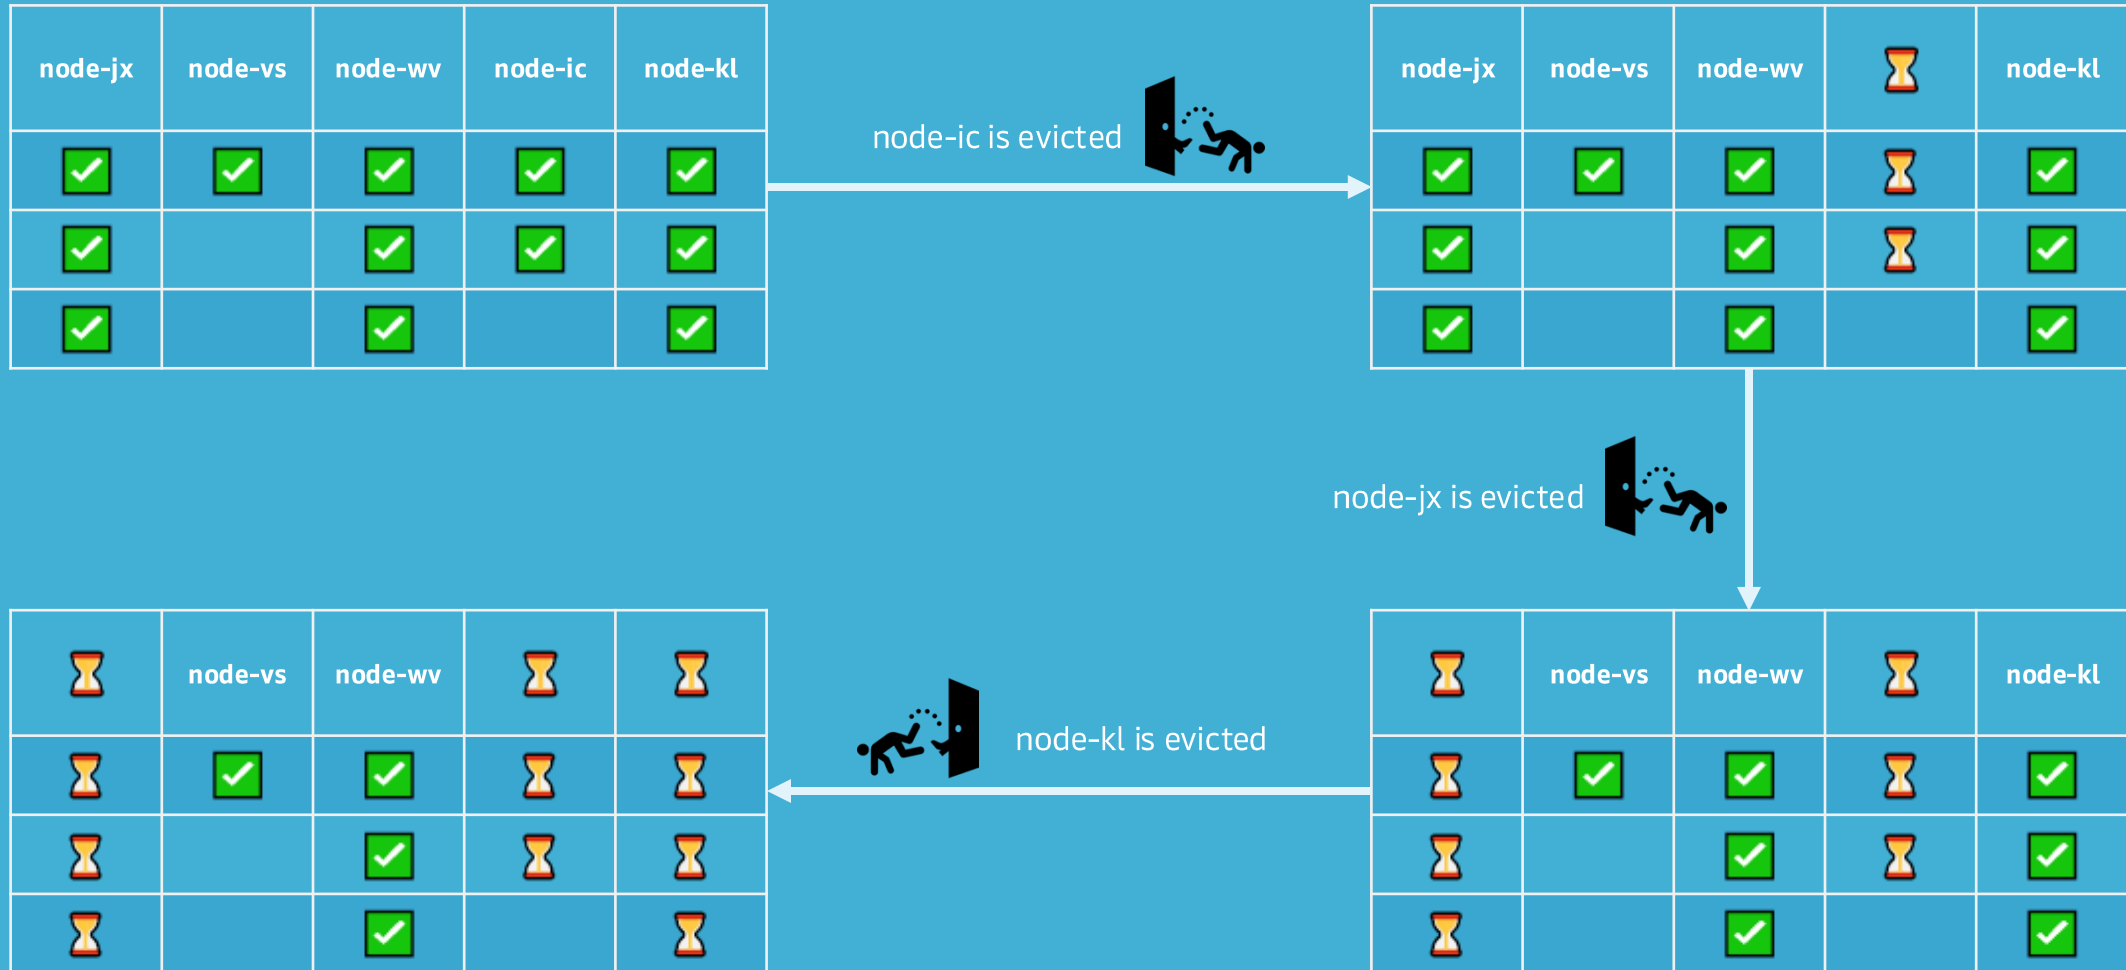 node-jx node-vs node-wv node-ic node-kl
node-ic is evicted
node-jx node-vs node-wv node-kl
node-jx is evicted
node-vs node-wv node-kl
node-kl is evicted
node-vs node-wv